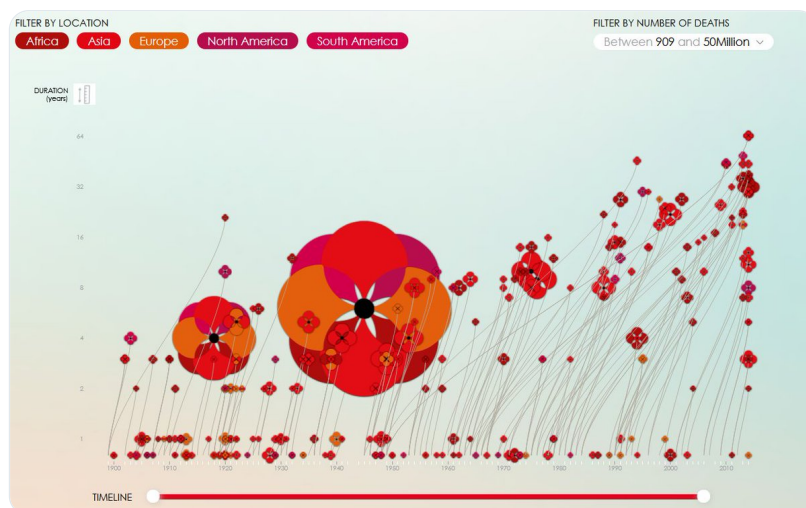 FILTER BY LOCATION
Africa Asia Europe North America South America
FILTER BY NUMBER OF DEATHS
Between 909 and 50Million
DURATION
(years)
64
32
16
8
4
2
1
1900 1910 1920 1930 1940 1950 1960 1970 1980 1990 2000 2010
TIMELINE